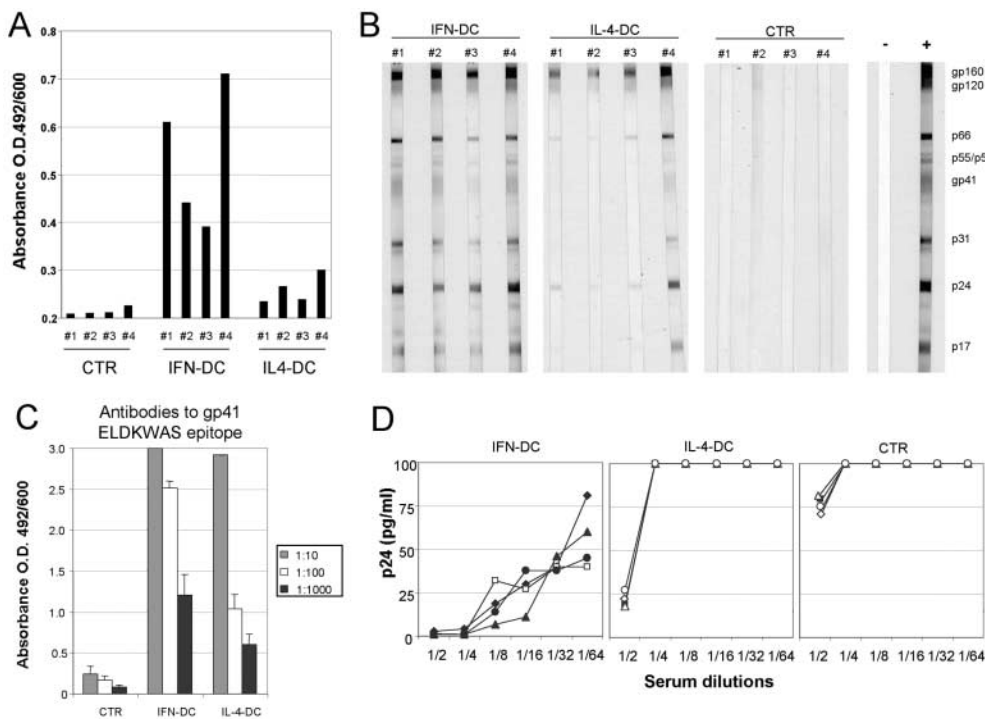 A
Absorbance O.D.492/600
0.8
0.7
0.6
0.5
0.4
0.3
0.2
#1 #2 #3 #4 #1 #2 #3 #4 #1 #2 #3 #4
CTR IFN-DC IL4-DC
B
IFN-DC IL-4-DC CTR
#1 #2 #3 #4 #1 #2 #3 #4 #1 #2 #3 #4 - +
gp160
gp120
p66
p55/p5
gp41
p31
p24
p17
C
Antibodies to gp41
ELDKWAS epitope
Absorbance O.D. 492/600
3.0
2.5
2.0
1.5
1.0
0.5
0
1:10
1:100
1:1000
CTR IFN-DC IL-4-DC
D
IFN-DC IL-4-DC CTR
p24 (pg/ml)
100
75
50
25
0
1/2 1/4 1/8 1/16 1/32 1/64 1/2 1/4 1/8 1/16 1/32 1/64 1/2 1/4 1/8 1/16 1/32 1/64
Serum dilutions